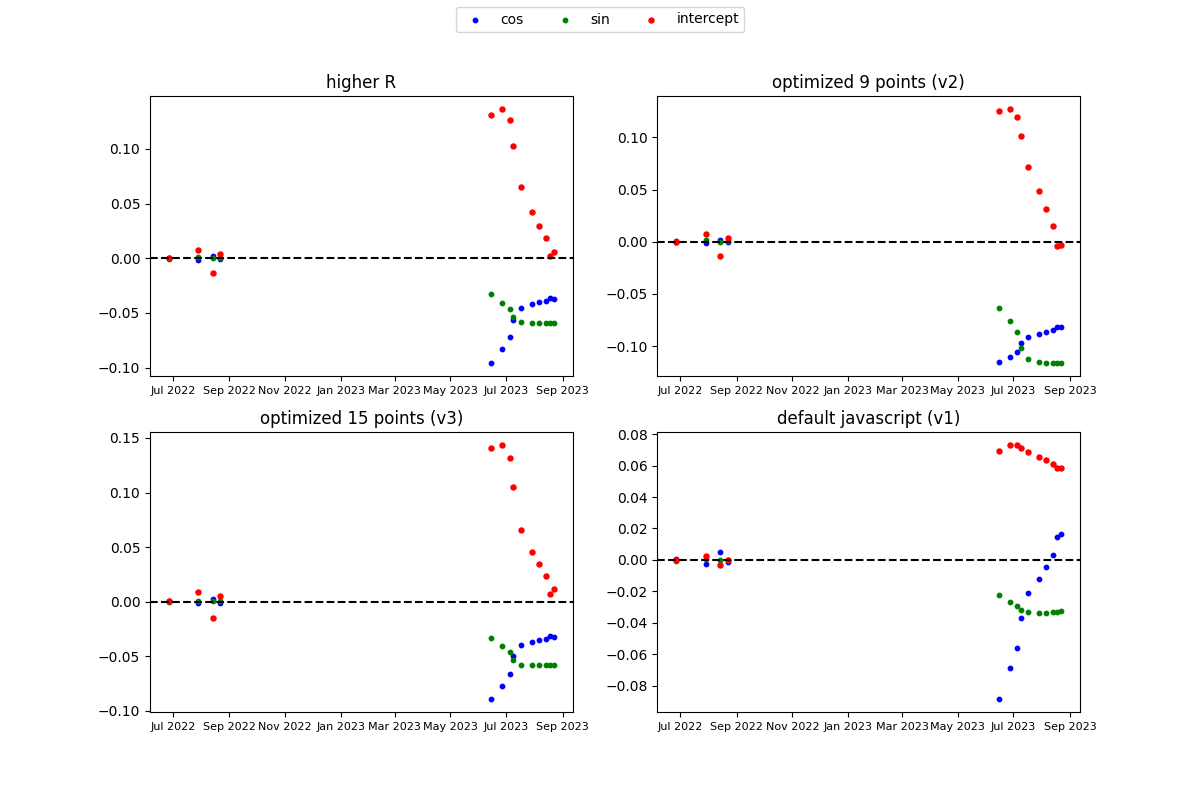 cos sin intercept
higher R
0.10
0.05
0.00
−0.05
−0.10
Jul 2022 Sep 2022 Nov 2022 Jan 2023 Mar 2023 May 2023 Jul 2023 Sep 2023
optimized 9 points (v2)
0.10
0.05
0.00
−0.05
−0.10
Jul 2022 Sep 2022 Nov 2022 Jan 2023 Mar 2023 May 2023 Jul 2023 Sep 2023
optimized 15 points (v3)
0.15
0.10
0.05
0.00
−0.05
−0.10
Jul 2022 Sep 2022 Nov 2022 Jan 2023 Mar 2023 May 2023 Jul 2023 Sep 2023
default javascript (v1)
0.08
0.06
0.04
0.02
0.00
−0.02
−0.04
−0.06
−0.08
Jul 2022 Sep 2022 Nov 2022 Jan 2023 Mar 2023 May 2023 Jul 2023 Sep 2023